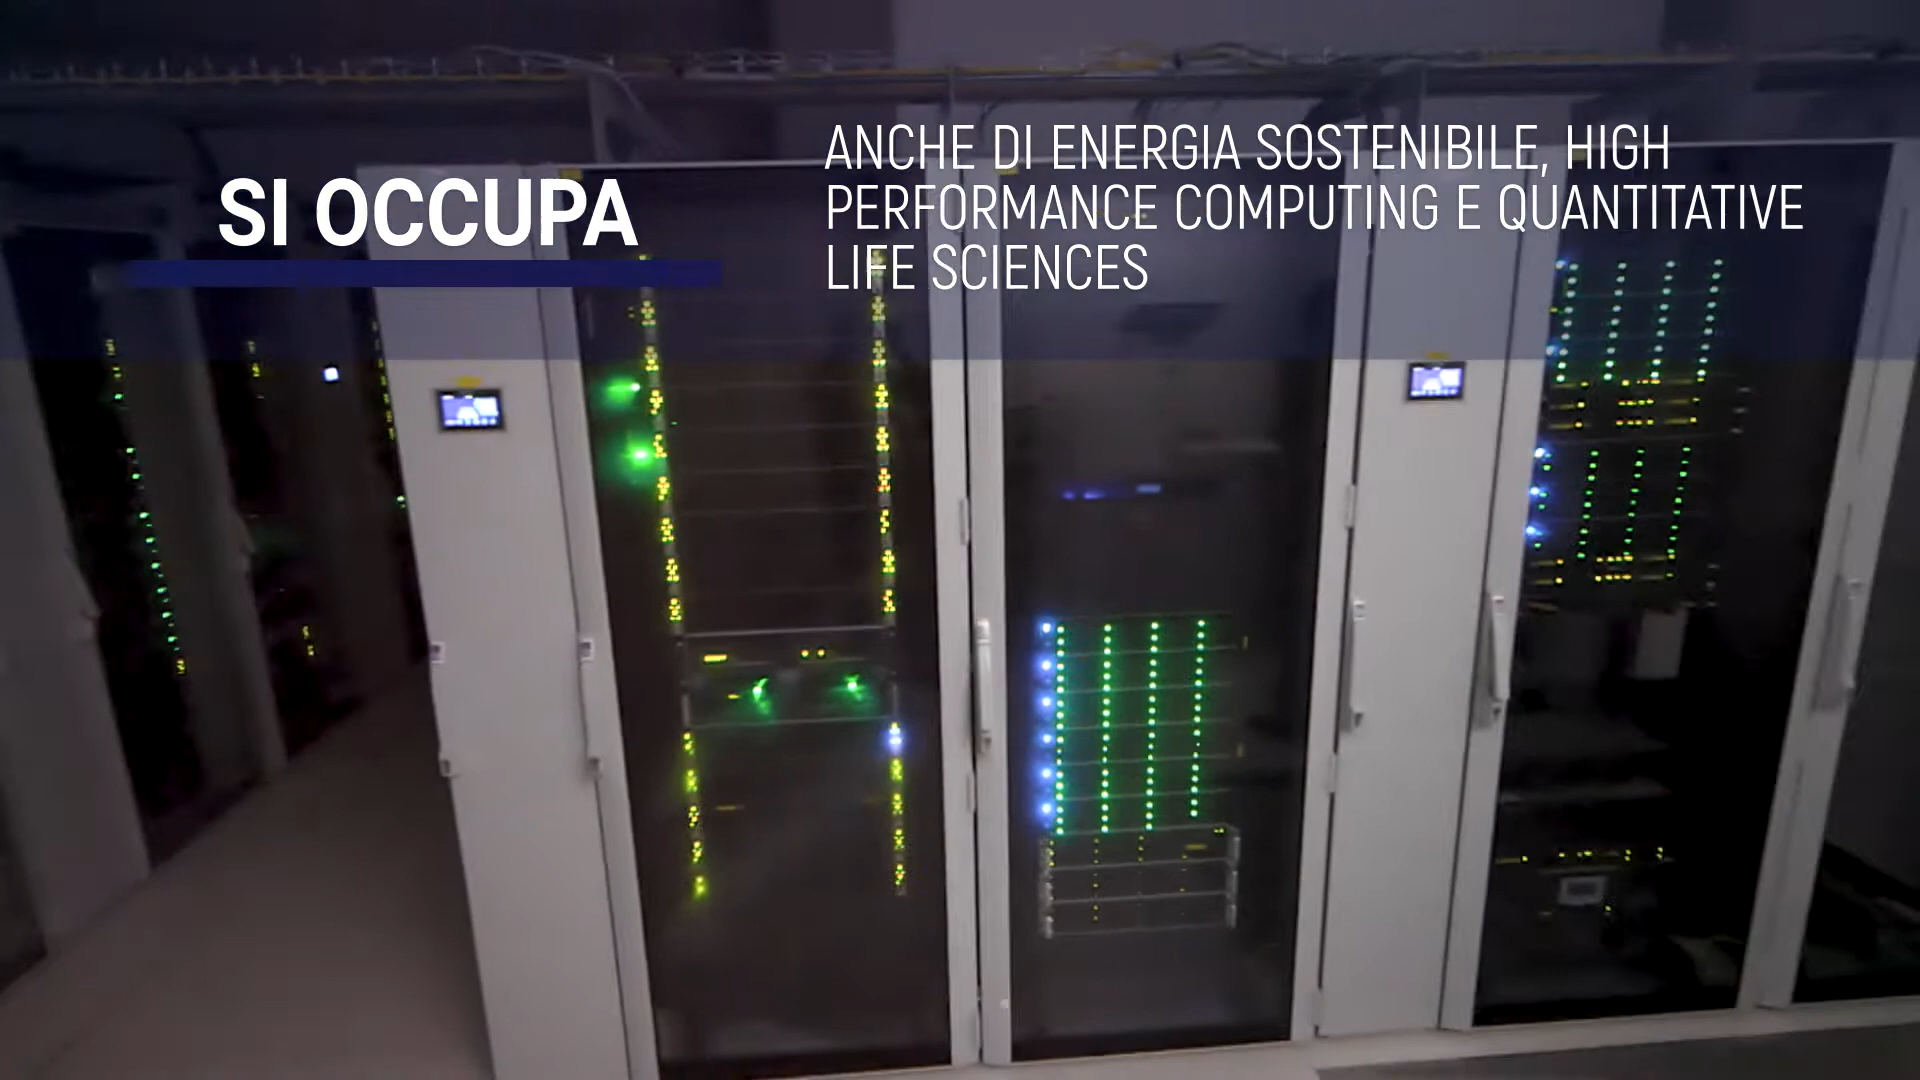 SI OCCUPA
ANCHE DI ENERGIA SOSTENIBILE, HIGH
PERFORMANCE COMPUTING E QUANTITATIVE
LIFE SCIENCES